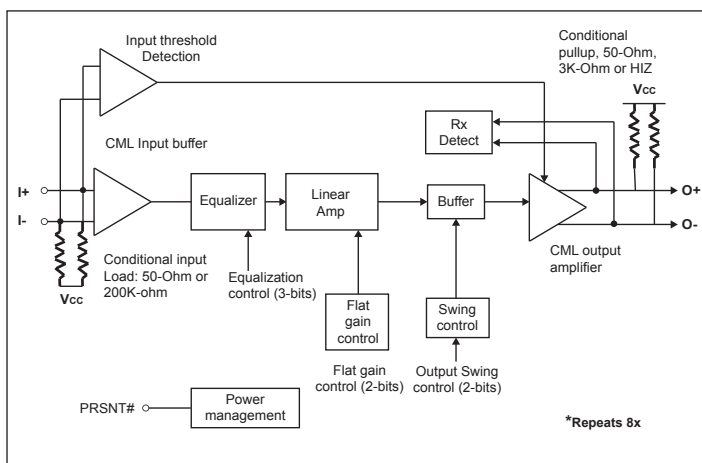 Input threshold
Detection
Conditional
pullup, 50-Ohm,
3K-Ohm or HIZ
Vcc
Rx
Detect
CML Input buffer
I+
I-
Equalizer
Linear
Amp
Buffer
O+
O-
CML output
amplifier
Conditional input
Load: 50-Ohm or
200K-ohm
Vcc
Equalization
control (3-bits)
Flat
gain
control
Swing
control
Flat gain
control (2-bits)
Output Swing
control (2-bits)
PRSNT#
Power
management
*Repeats 8x